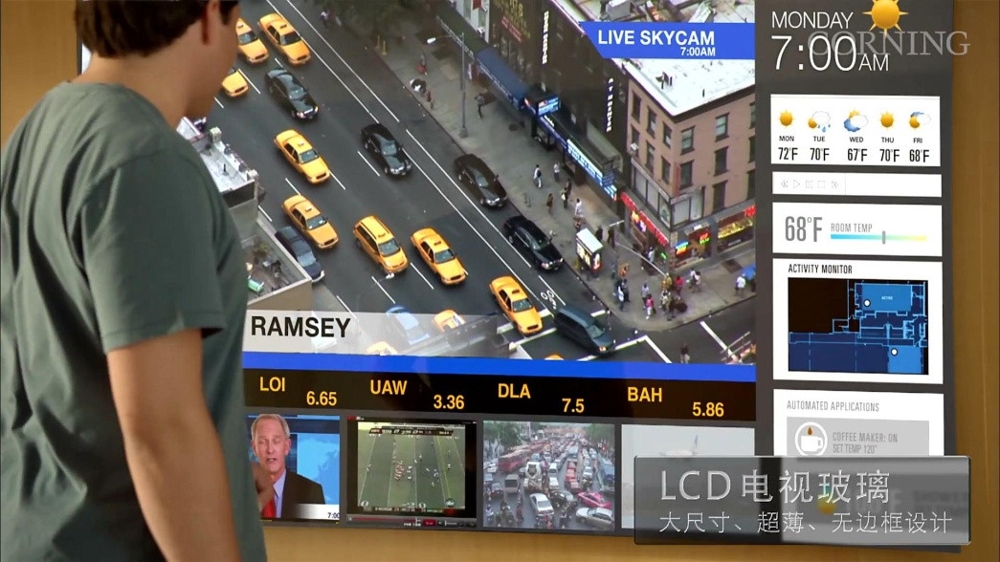 LIVE SKYCAM
7:00AM
MONDAY
7:00AM
CORNING
MON TUE WED THU FRI
72°F 70°F 67°F 70°F 68°F
68°F ROOM TEMP
ACTIVITY MONITOR
ACTIVE
RAMSEY
LOI 6.65 UAW 3.36 DLA 7.5 BAH 5.86
AUTOMATED APPLICATIONS
COFFEE MAKER: ON
SET TEMP 120°
7:00
LCD电视玻璃
大尺寸、超薄、无边框设计